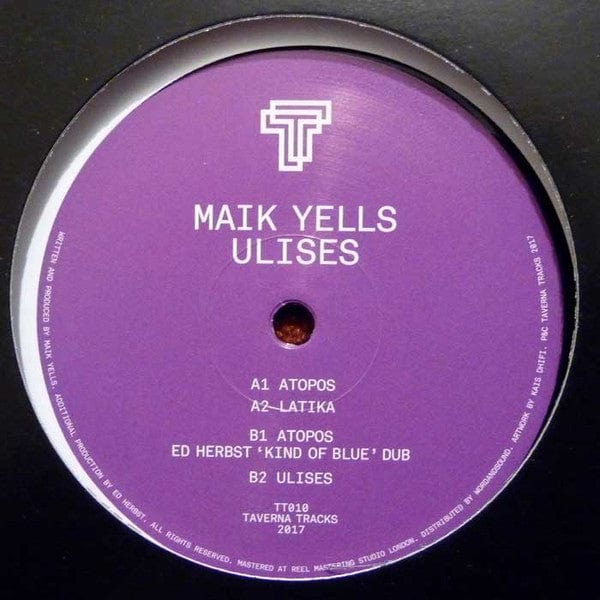 TT
MAIK YELLS
ULISES
A1 ATOPOS
A2 LATIKA
B1 ATOPOS
ED HERBST ‘KIND OF BLUE’ DUB
B2 ULISES
TT010
TAVERNA TRACKS
2017
WRITTEN AND PRODUCED BY MAIK YELLS. ADDITIONAL PRODUCTION BY ED HERBST. ALL RIGHTS RESERVED. MASTERED AT REEL MASTERING STUDIO LONDON. DISTRIBUTED BY WORDANDSOUND. ARTWORK BY KAIS DHIFI. P&C TAVERNA TRACKS 2017